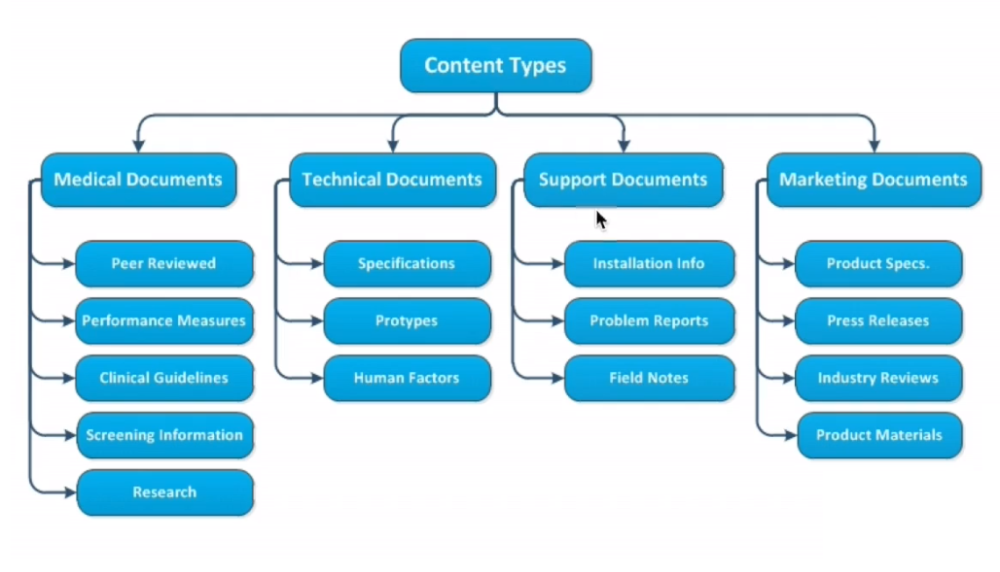 Content Types
Medical Documents
Peer Reviewed
Performance Measures
Clinical Guidelines
Screening Information
Research
Technical Documents
Specifications
Protypes
Human Factors
Support Documents
Installation Info
Problem Reports
Field Notes
Marketing Documents
Product Specs.
Press Releases
Industry Reviews
Product Materials